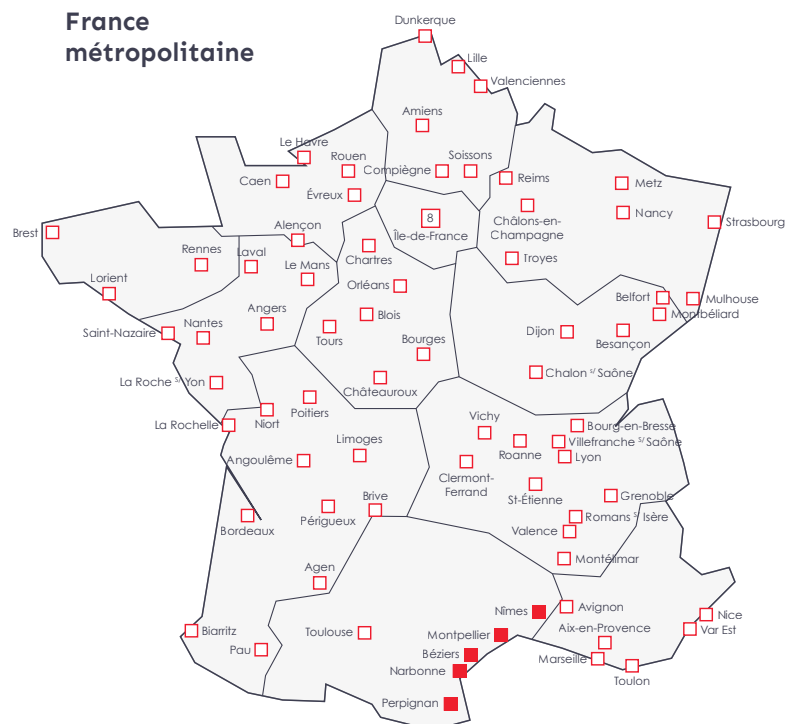 France
métropolitaine
Dunkerque
Lille
Valenciennes
Amiens
Le Havre
Rouen
Compiègne
Soissons
Reims
Metz
Caen
Évreux
8
Île-de-France
Châlons-en-
Champagne
Nancy
Strasbourg
Brest
Alençon
Rennes
Laval
Chartres
Troyes
Le Mans
Orléans
Lorient
Belfort
Mulhouse
Montbéliard
Angers
Blois
Saint-Nazaire
Nantes
Tours
Dijon
Besançon
Bourges
La Roche s/ Yon
Châteauroux
Chalon s/ Saône
Poitiers
La Rochelle
Niort
Vichy
Bourg-en-Bresse
Villefranche s/ Saône
Roanne
Limoges
Lyon
Angoulême
Clermont-
Ferrand
St-Étienne
Grenoble
Brive
Périgueux
Bordeaux
Romans s/ Isère
Valence
Montélimar
Agen
Nîmes
Avignon
Nice
Biarritz
Toulouse
Montpellier
Aix-en-Provence
Var Est
Pau
Béziers
Marseille
Narbonne
Toulon
Perpignan